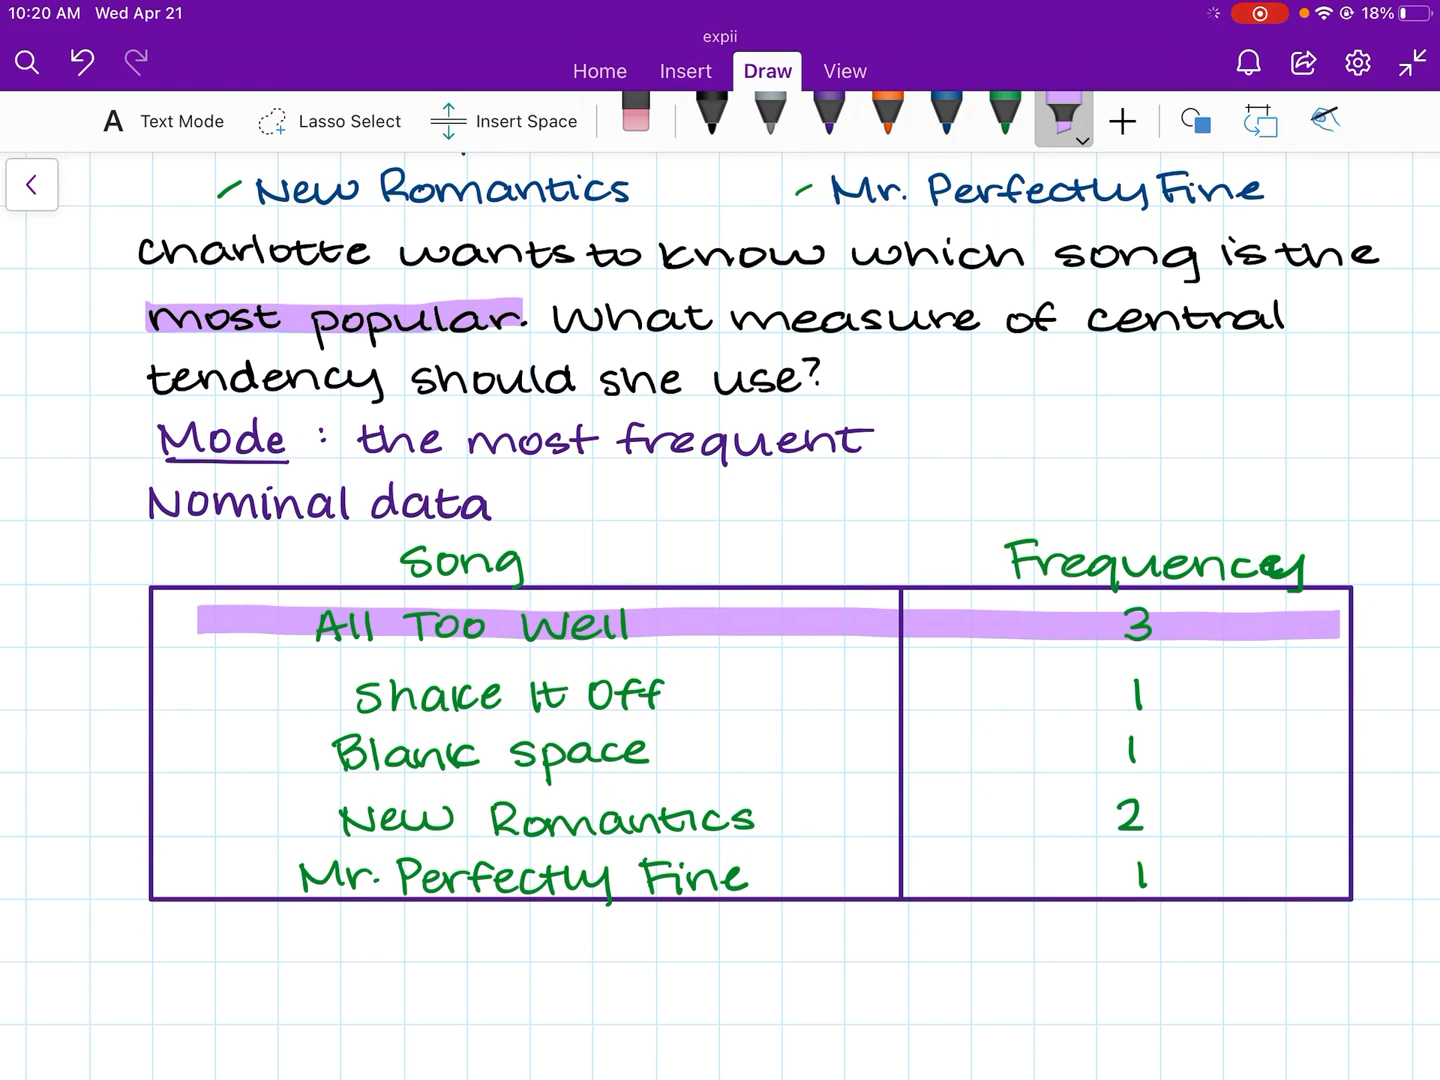 10:20 AM Wed Apr 21
18%
expii
Home Insert Draw View
A Text Mode Lasso Select Insert Space
New Romantics Mr. Perfectly Fine
Charlotte wants to know which song is the
most popular. What measure of central
tendency should she use?
Mode : the most frequent
Nominal data
Song Frequency
All Too Well 3
Shake It Off 1
Blank Space 1
New Romantics 2
Mr. Perfectly Fine 1